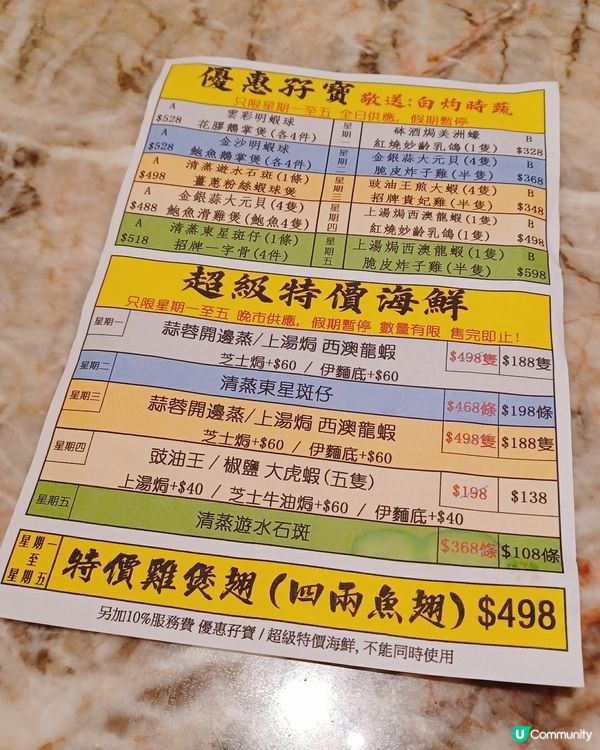 優惠孖寶 敬送:白灼時蔬
只限星期一至五 全日供應, 假期暫停
A $528 雲彩明蝦球 花膠鵝掌煲(各4件) 星期一 砵酒焗美洲蠔 紅燒妙齡乳鴿(1隻) B $328
A $528 金沙明蝦球 鮑魚鵝掌煲(各4件) 星期二 金銀蒜大元貝(4隻) 脆皮炸子雞(半隻) B $368
A $498 清蒸遊水石斑(1條) 薑蔥粉絲蝦球煲 星期三 豉油王煎大蝦(4隻) 招牌貴妃雞(半隻) B $348
A $488 金銀蒜大元貝(4隻) 鮑魚滑雞煲(鮑魚4隻) 星期四 上湯焗西澳龍蝦(1隻) 紅燒妙齡乳鴿(1隻) B $498
A $518 清蒸東星斑仔(1條) 招牌一字骨(4件) 星期五 上湯焗西澳龍蝦(1隻) 脆皮炸子雞(半隻) B $598
超級特價海鮮
只限星期一至五 晚市供應, 假期暫停 數量有限 售完即止!
星期一 蒜蓉開邊蒸/上湯焗 西澳龍蝦 $498隻 $188隻
芝士焗+$60 / 伊麵底+$60
星期二 清蒸東星斑仔 $468條 $198條
星期三 蒜蓉開邊蒸/上湯焗 西澳龍蝦 $498隻 $188隻
芝士焗+$60 / 伊麵底+$60
星期四 豉油王 / 椒鹽 大虎蝦(五隻) $198 $138
上湯焗+$40 / 芝士牛油焗+$60 / 伊麵底+$40
星期五 清蒸遊水石斑 $368條 $108條
星期一至星期五 特價雞煲翅(四兩魚翅) $498
另加10%服務費 優惠孖寶 / 超級特價海鮮, 不能同時使用
U Community